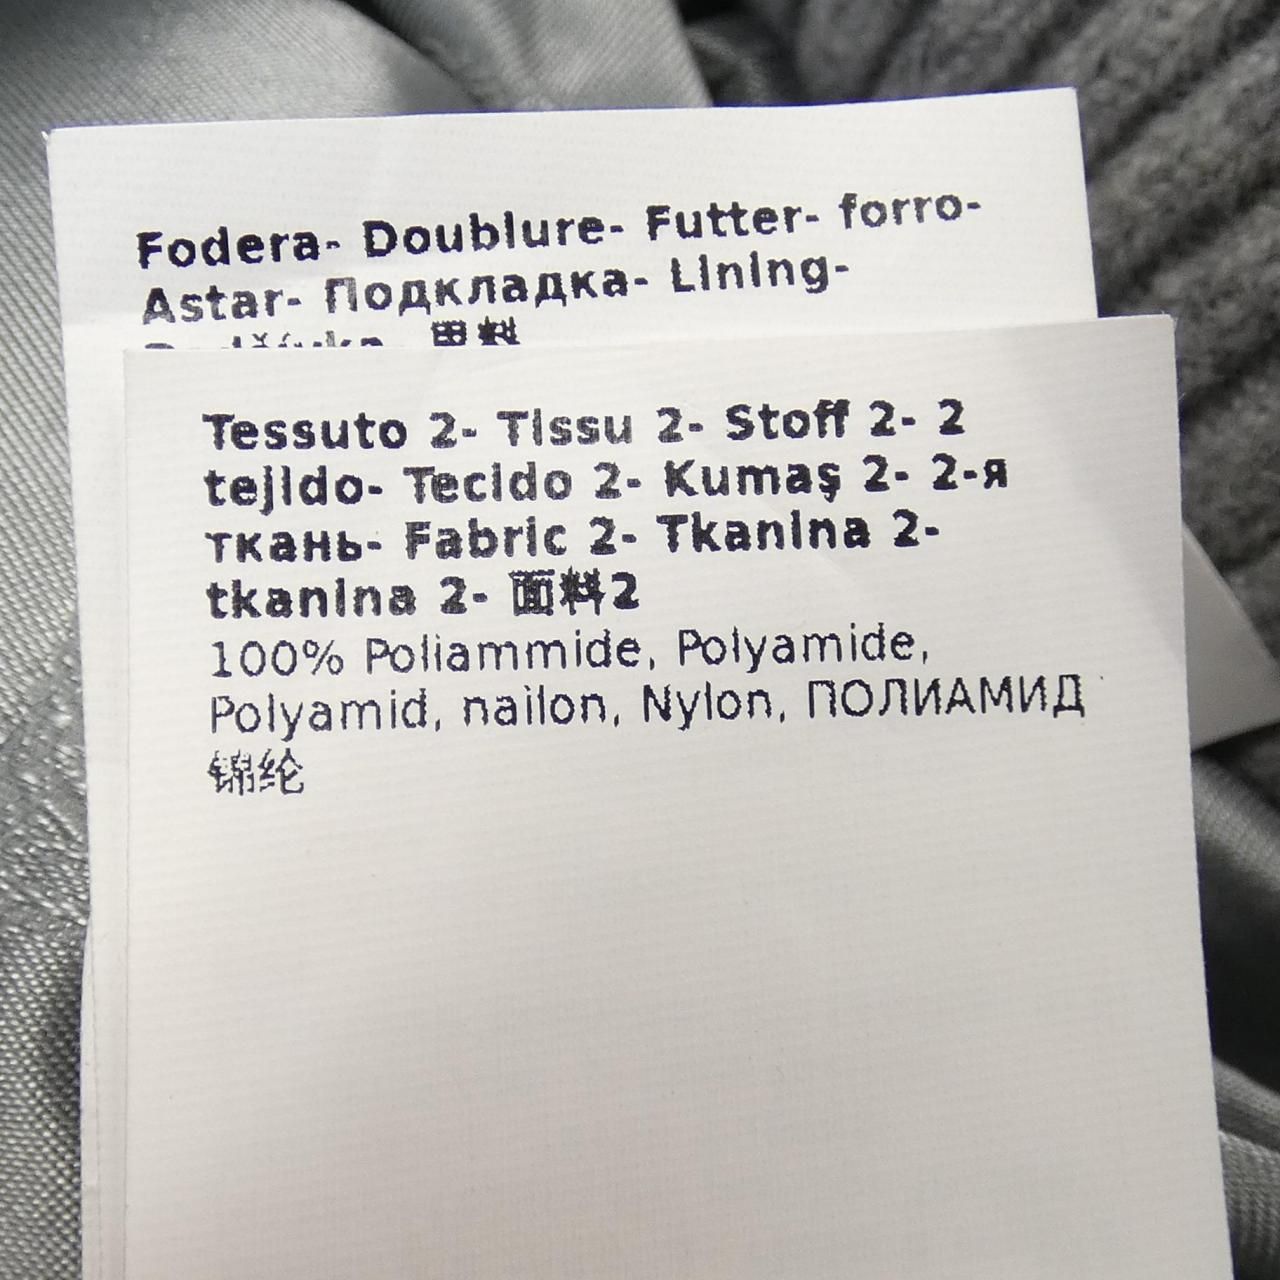 Fodera- Doublure- Futter- forro-
Astar- Подкладка- Lining-
Tessuto 2- Tissu 2- Stoff 2- 2
tejido- Tecido 2- Kumaş 2- 2-я
ткань- Fabric 2- Tkanina 2-
tkanina 2- 面料2
100% Poliammide, Polyamide,
Polyamid, nailon, Nylon, ПОЛИАМИД
锦纶